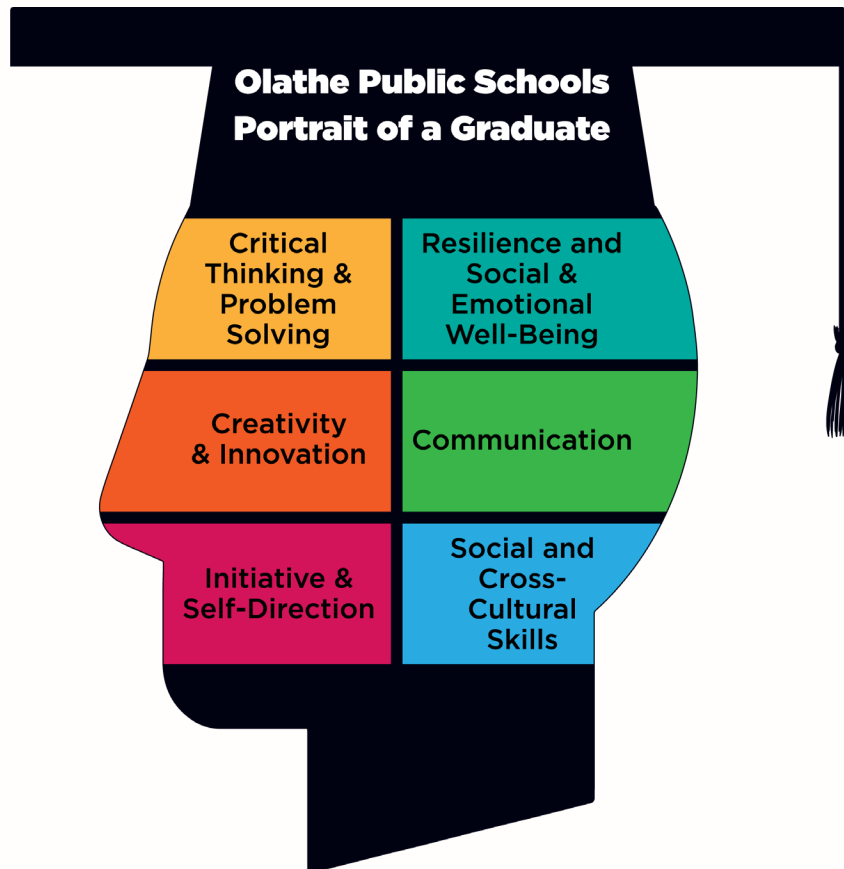 Olathe Public Schools
Portrait of a Graduate
Critical
Thinking &
Problem
Solving
Resilience and
Social &
Emotional
Well-Being
Creativity
& Innovation
Communication
Initiative &
Self-Direction
Social and
Cross-
Cultural
Skills